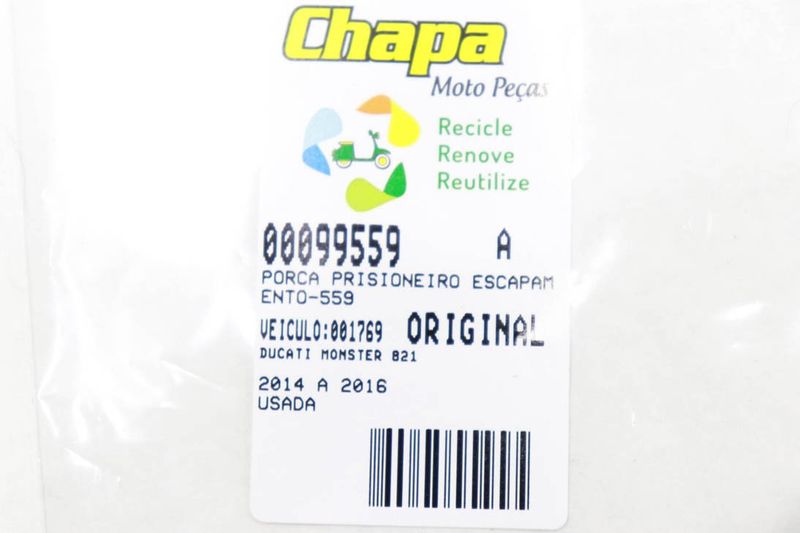 Chapa
Moto Peças
Recicle
Renove
Reutilize
00099559 A
PORCA PRISIONEIRO ESCAPAM
ENTO-559
VEICULO:001769 ORIGINAL
DUCATI MONSTER 821
2014 A 2016
USADA